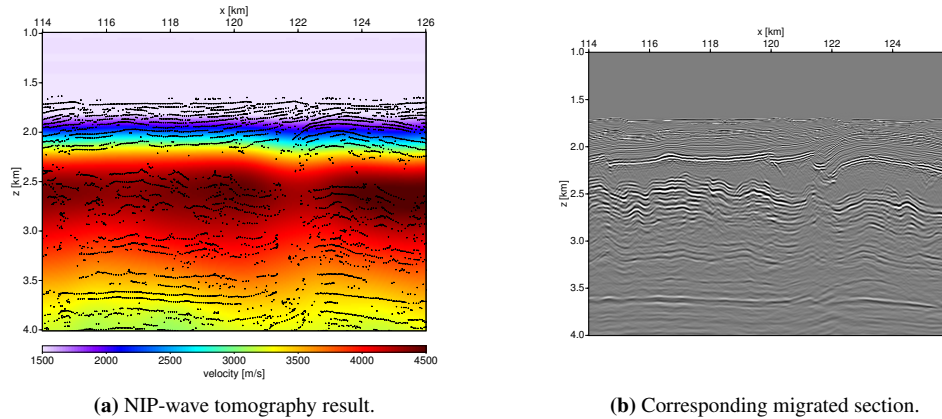 x [km]
114 116 118 120 122 124 126
1.0
1.5
2.0
2.5
3.0
3.5
4.0
z [km]
1500 2000 2500 3000 3500 4000 4500
velocity [m/s]
(a) NIP-wave tomography result.
x [km]
114 116 118 120 122 124
1.0
1.5
2.0
2.5
3.0
3.5
4.0
z [km]
(b) Corresponding migrated section.